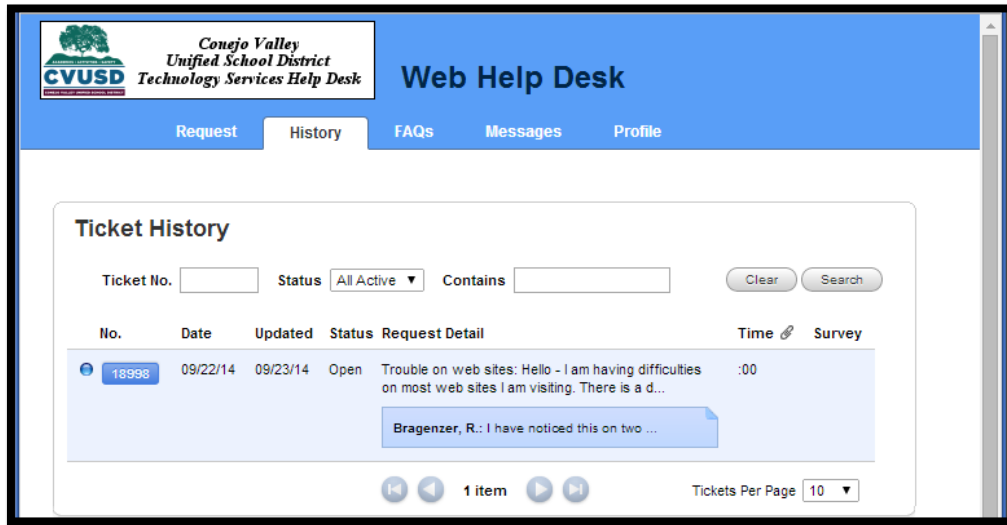 Conejo Valley
Unified School District
Technology Services Help Desk
CVUSD
Web Help Desk
Request History FAQs Messages Profile
Ticket History
Ticket No. Status All Active Contains Clear Search
No. Date Updated Status Request Detail Time Survey
18998 09/22/14 09/23/14 Open Trouble on web sites: Hello - I am having difficulties :00
on most web sites I am visiting. There is a d...
Bragenzer, R.: I have noticed this on two ...
1 item Tickets Per Page 10